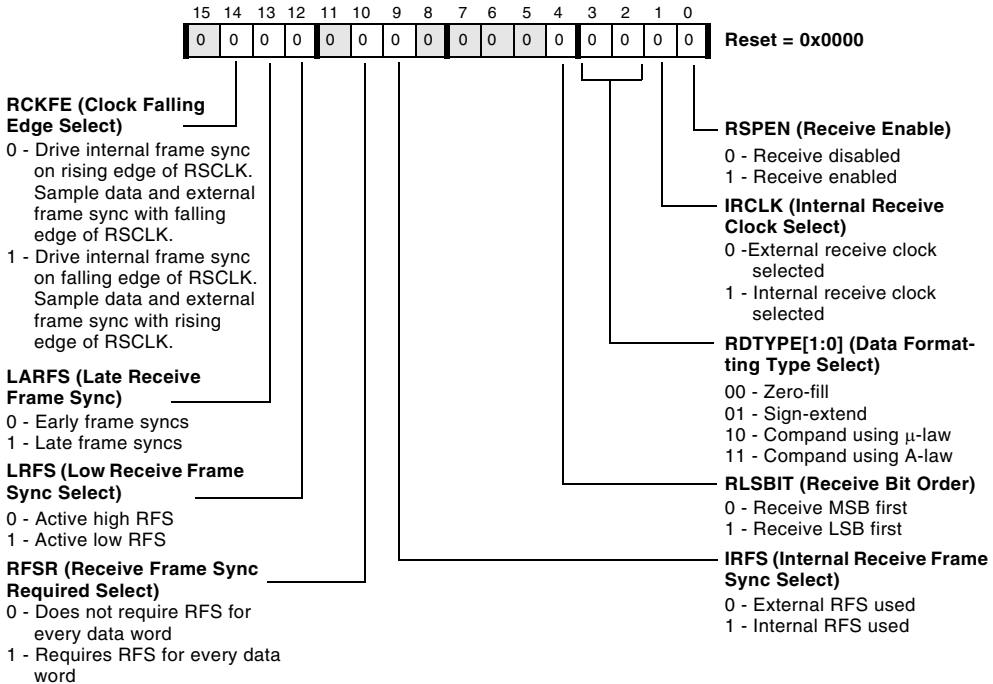 15 14 13 12 11 10 9 8 7 6 5 4 3 2 1 0
0 0 0 0 0 0 0 0 0 0 0 0 0 0 0 0
Reset = 0x0000
RCKFE (Clock Falling
Edge Select)
0 - Drive internal frame sync
on rising edge of RSCLK.
Sample data and external
frame sync with falling
edge of RSCLK.
1 - Drive internal frame sync
on falling edge of RSCLK.
Sample data and external
frame sync with rising
edge of RSCLK.
LARFS (Late Receive
Frame Sync)
0 - Early frame syncs
1 - Late frame syncs
LRFS (Low Receive Frame
Sync Select)
0 - Active high RFS
1 - Active low RFS
RFSR (Receive Frame Sync
Required Select)
0 - Does not require RFS for
every data word
1 - Requires RFS for every data
word
RSPEN (Receive Enable)
0 - Receive disabled
1 - Receive enabled
IRCLK (Internal Receive
Clock Select)
0 -External receive clock
selected
1 - Internal receive clock
selected
RDTYPE[1:0] (Data Format-
ting Type Select)
00 - Zero-fill
01 - Sign-extend
10 - Compand using μ-law
11 - Compand using A-law
RLSBIT (Receive Bit Order)
0 - Receive MSB first
1 - Receive LSB first
IRFS (Internal Receive Frame
Sync Select)
0 - External RFS used
1 - Internal RFS used